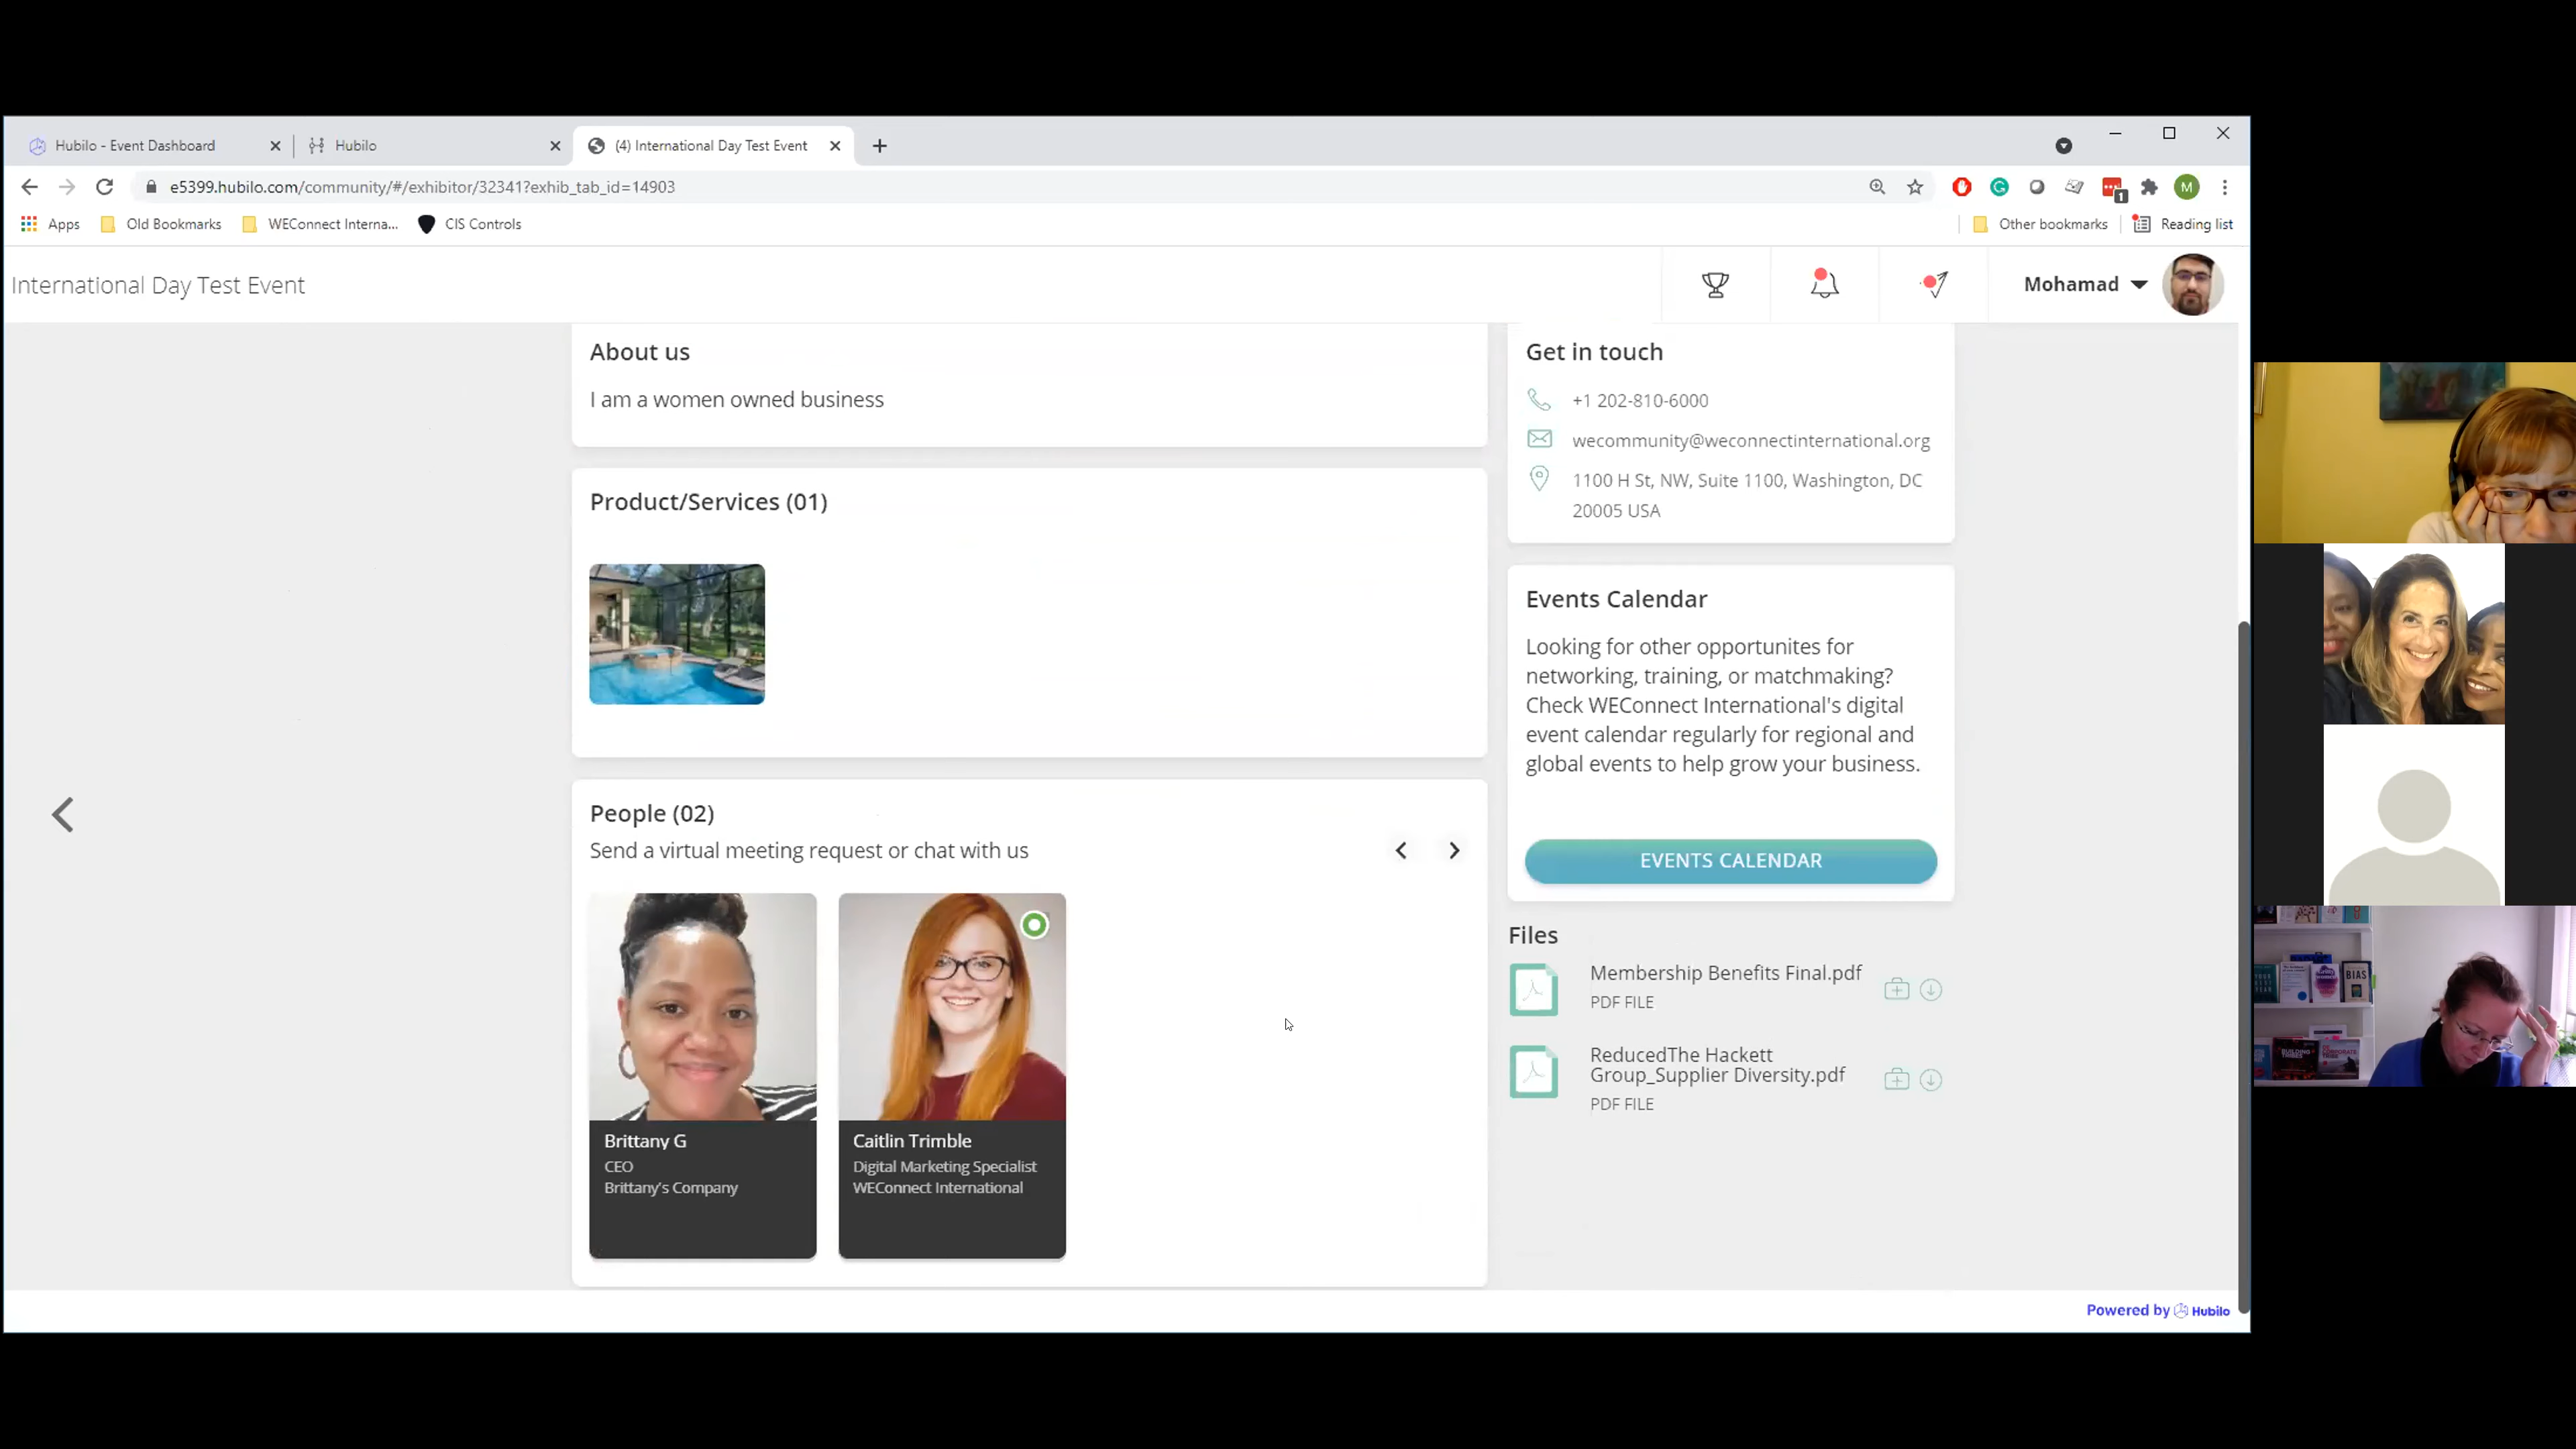 Hubilo - Event Dashboard
Hubilo
(4) International Day Test Event
e5399.hubilo.com/community/#/exhibitor/32341?exhib_tab_id=14903
M
1
Apps
Old Bookmarks
WEConnect Interna...
CIS Controls
Other bookmarks
Reading list
International Day Test Event
Mohamad
About us
I am a women owned business
Product/Services (01)
People (02)
Send a virtual meeting request or chat with us
Brittany G
CEO
Brittany's Company
Caitlin Trimble
Digital Marketing Specialist
WEConnect International
Get in touch
+1 202-810-6000
wecommunity@weconnectinternational.org
1100 H St, NW, Suite 1100, Washington, DC
20005 USA
Events Calendar
Looking for other opportunites for
networking, training, or matchmaking?
Check WEConnect International's digital
event calendar regularly for regional and
global events to help grow your business.
EVENTS CALENDAR
Files
Membership Benefits Final.pdf
PDF FILE
ReducedThe Hackett
Group_Supplier Diversity.pdf
PDF FILE
Powered by Hubilo
BIAS
BUILDING
TRIBES